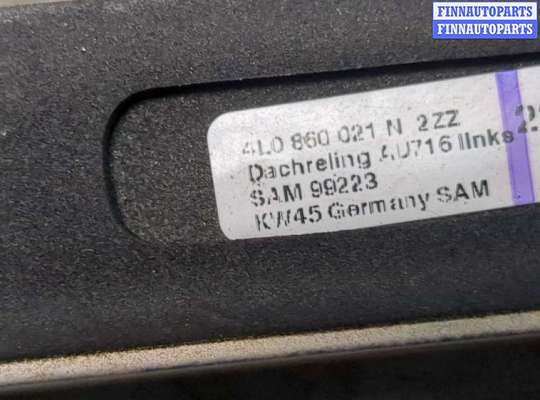 FINNAUTOPARTS
FINNAUTOPARTS
4L0 860 021 N 2ZZ
Dachreling AU716 links
SAM 99223
KW45 Germany SAM